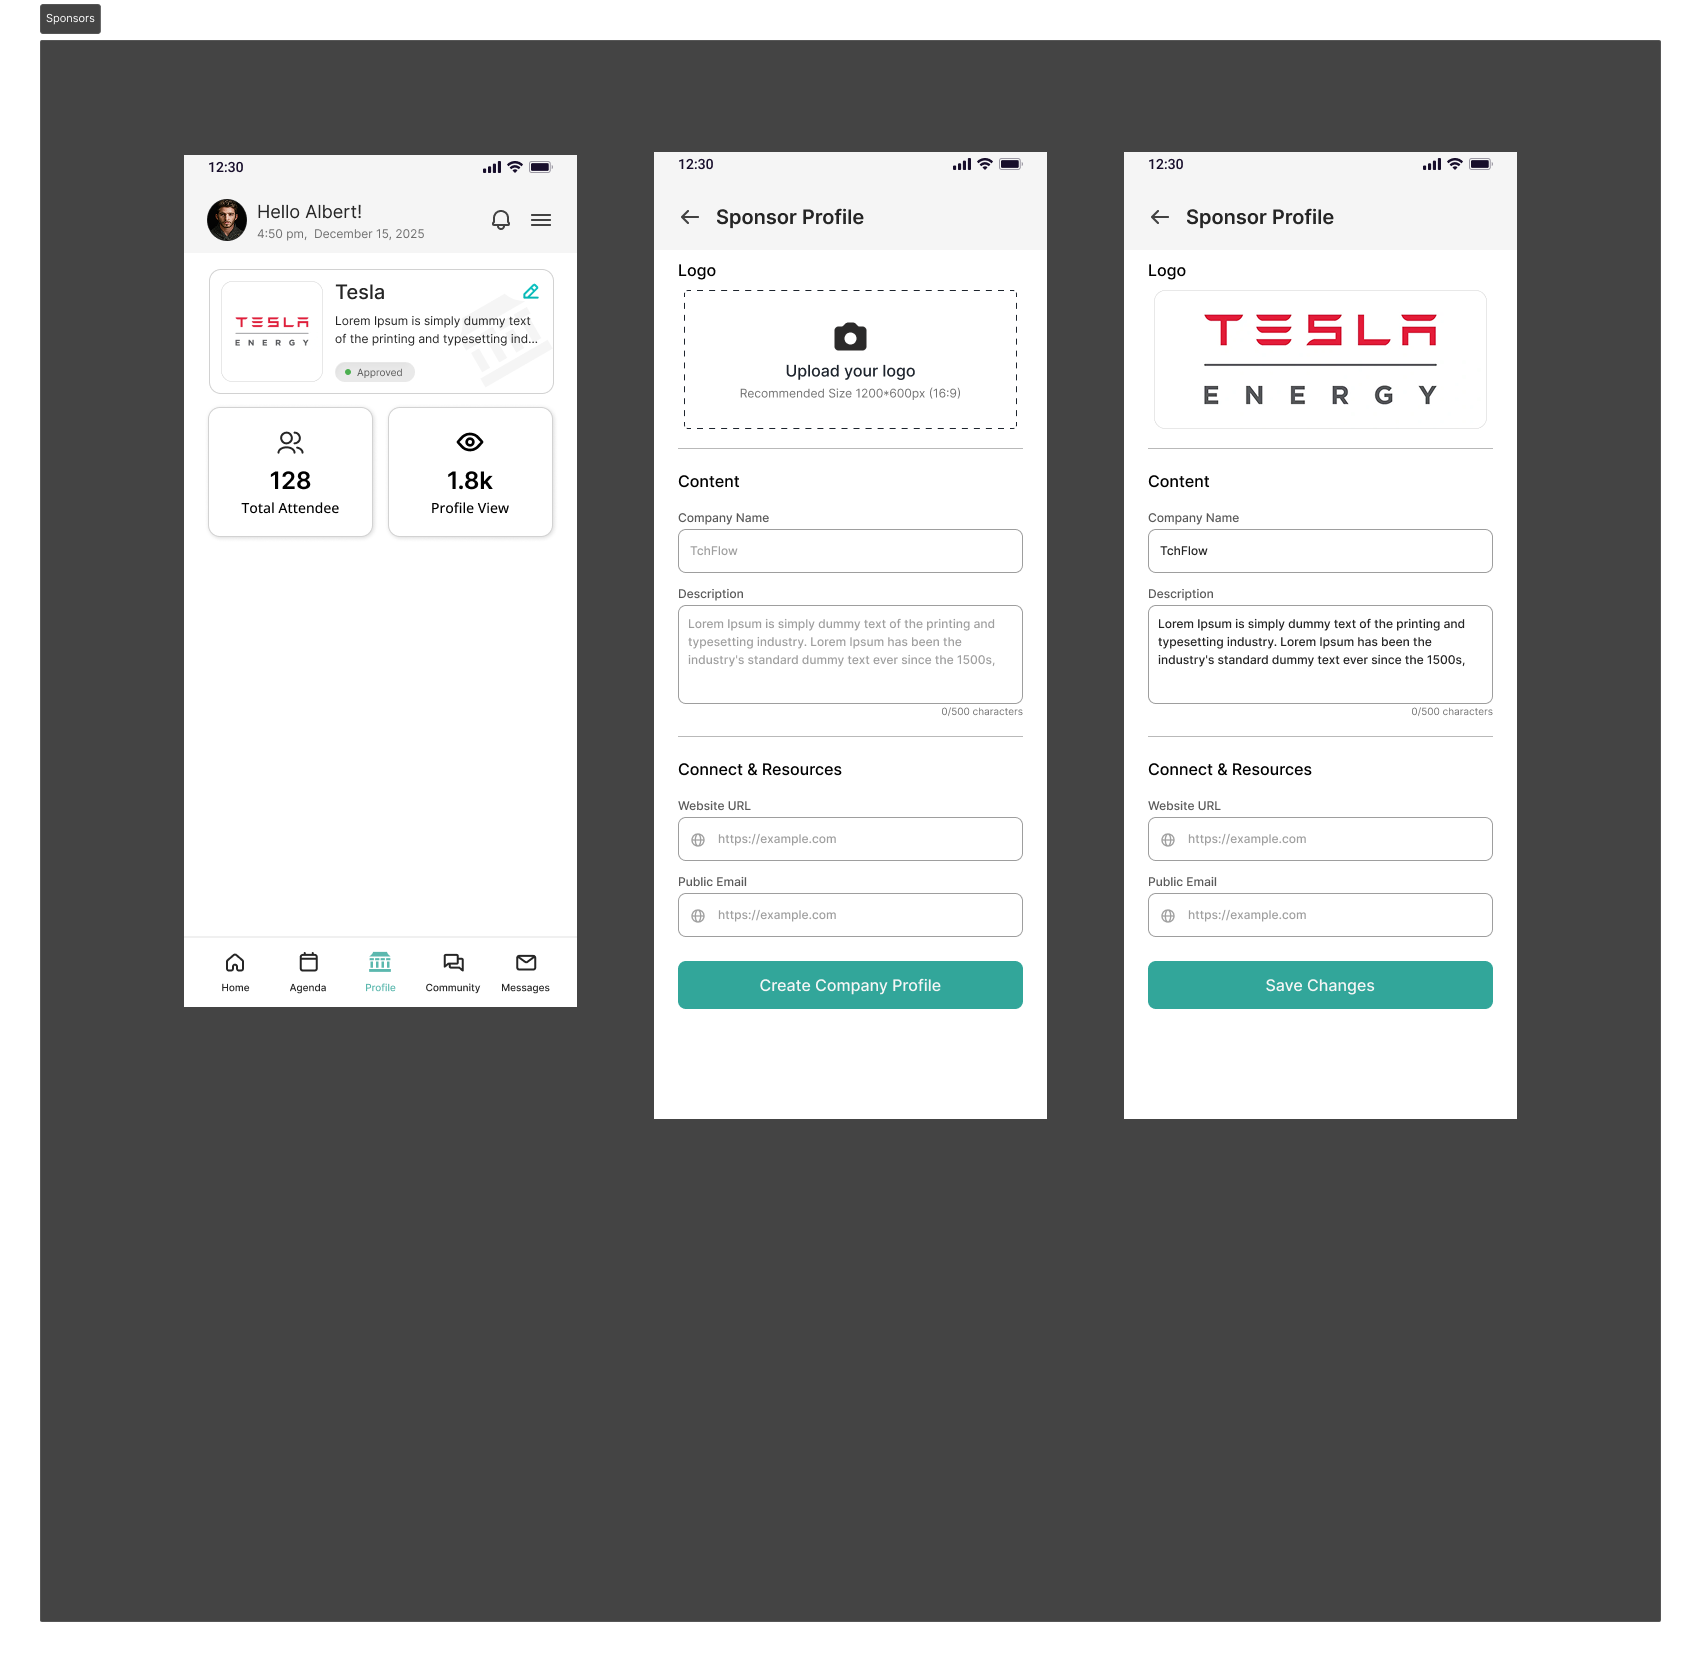 Sponsors
12:30
Hello Albert!
4:50 pm, December 15, 2025
TESLA
ENERGY
Tesla
Lorem Ipsum is simply dummy text
of the printing and typesetting ind...
Approved
128
Total Attendee
1.8k
Profile View
Home
Agenda
Profile
Community
Messages
12:30
Sponsor Profile
Logo
Upload your logo
Recommended Size 1200*600px (16:9)
Content
Company Name
TchFlow
Description
Lorem Ipsum is simply dummy text of the printing and
typesetting industry. Lorem Ipsum has been the
industry's standard dummy text ever since the 1500s,
0/500 characters
Connect & Resources
Website URL
https://example.com
Public Email
https://example.com
Create Company Profile
12:30
Sponsor Profile
Logo
TESLA
ENERGY
Content
Company Name
TchFlow
Description
Lorem Ipsum is simply dummy text of the printing and
typesetting industry. Lorem Ipsum has been the
industry's standard dummy text ever since the 1500s,
0/500 characters
Connect & Resources
Website URL
https://example.com
Public Email
https://example.com
Save Changes